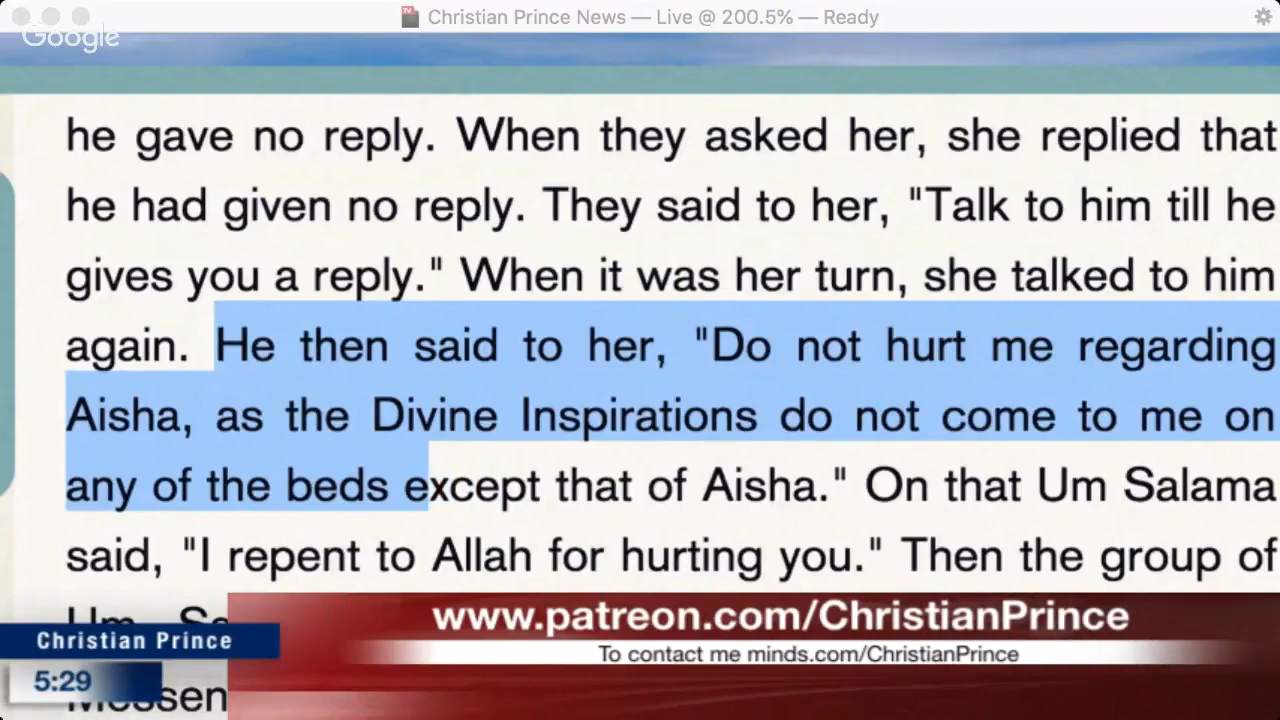 Christian Prince News — Live @ 200.5% — Ready
Google
he gave no reply. When they asked her, she replied that
he had given no reply. They said to her, "Talk to him till he
gives you a reply." When it was her turn, she talked to him
again. He then said to her, "Do not hurt me regarding
Aisha, as the Divine Inspirations do not come to me on
any of the beds except that of Aisha." On that Um Salama
said, "I repent to Allah for hurting you." Then the group of
Um
www.patreon.com/ChristianPrince
Christian Prince
To contact me minds.com/ChristianPrince
5:29